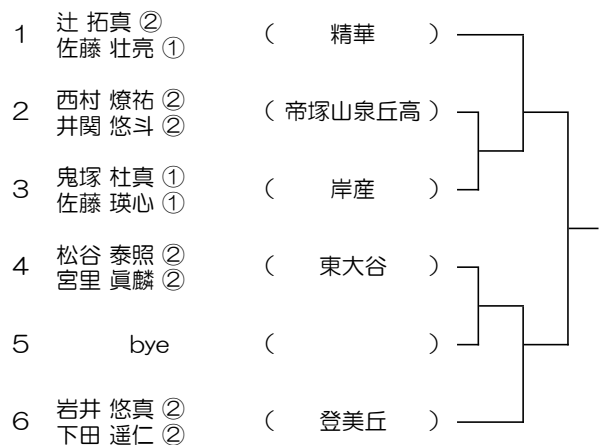 1 辻 拓真 ② ( 精華 )
佐藤 壮亮 ①
2 西村 燎祐 ② ( 帝塚山泉丘高 )
井関 悠斗 ②
3 鬼塚 杜真 ① ( 岸産 )
佐藤 瑛心 ①
4 松谷 泰照 ② ( 東大谷 )
宮里 眞麟 ②
5 bye ( )
6 岩井 悠真 ② ( 登美丘 )
下田 遥仁 ②